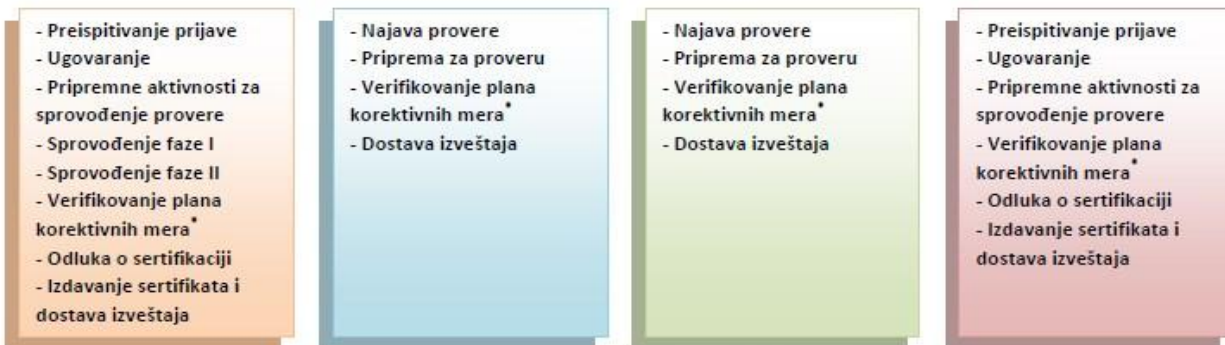 - Preispitivanje prijave
- Ugovaranje
- Pripremne aktivnosti za
sprovođenje provere
- Sprovođenje faze I
- Sprovođenje faze II
- Verifikovanje plana
korektivnih mera*
- Odluka o sertifikaciji
- Izdavanje sertifikata i
dostava izveštaja
- Najava provere
- Priprema za proveru
- Verifikovanje plana
korektivnih mera*
- Dostava izveštaja
- Najava provere
- Priprema za proveru
- Verifikovanje plana
korektivnih mera*
- Dostava izveštaja
- Preispitivanje prijave
- Ugovaranje
- Pripremne aktivnosti za
sprovođenje provere
- Verifikovanje plana
korektivnih mera*
- Odluka o sertifikaciji
- Izdavanje sertifikata i
dostava izveštaja